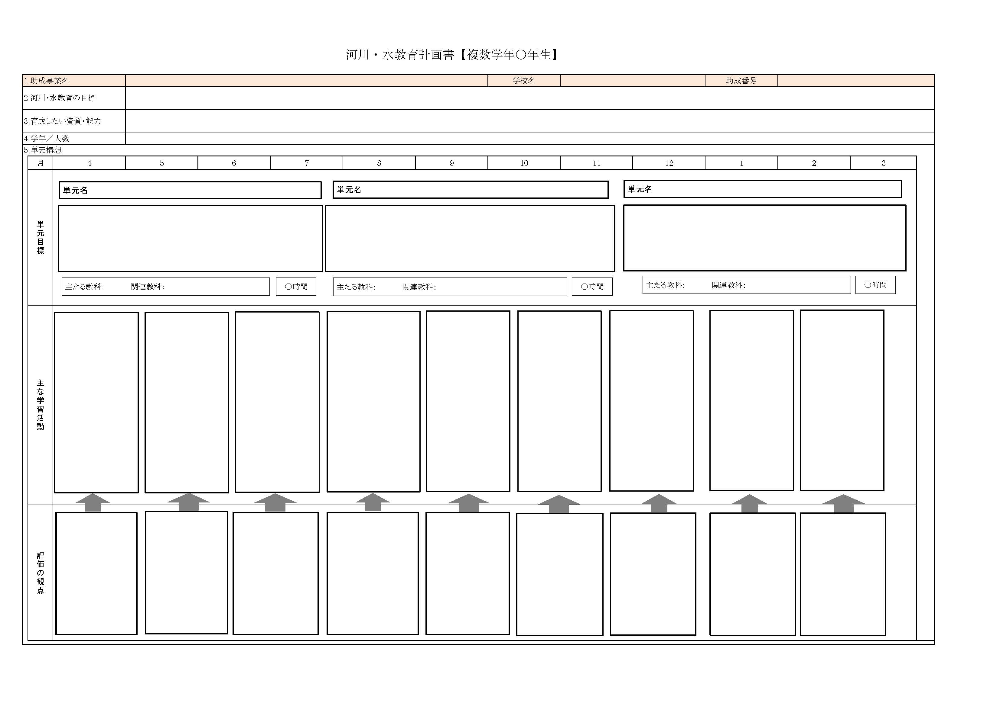 河川・水教育計画書【複数学年〇年生】
1.助成事業名 学校名 助成番号
2.河川・水教育の目標
3.育成したい資質・能力
4.学年／人数
5.単元構想
月 4 5 6 7 8 9 10 11 12 1 2 3
単元目標
単元名 単元名 単元名
主たる教科： 関連教科： 〇時間 主たる教科： 関連教科： 〇時間 主たる教科： 関連教科： 〇時間
主な学習活動
評価の観点